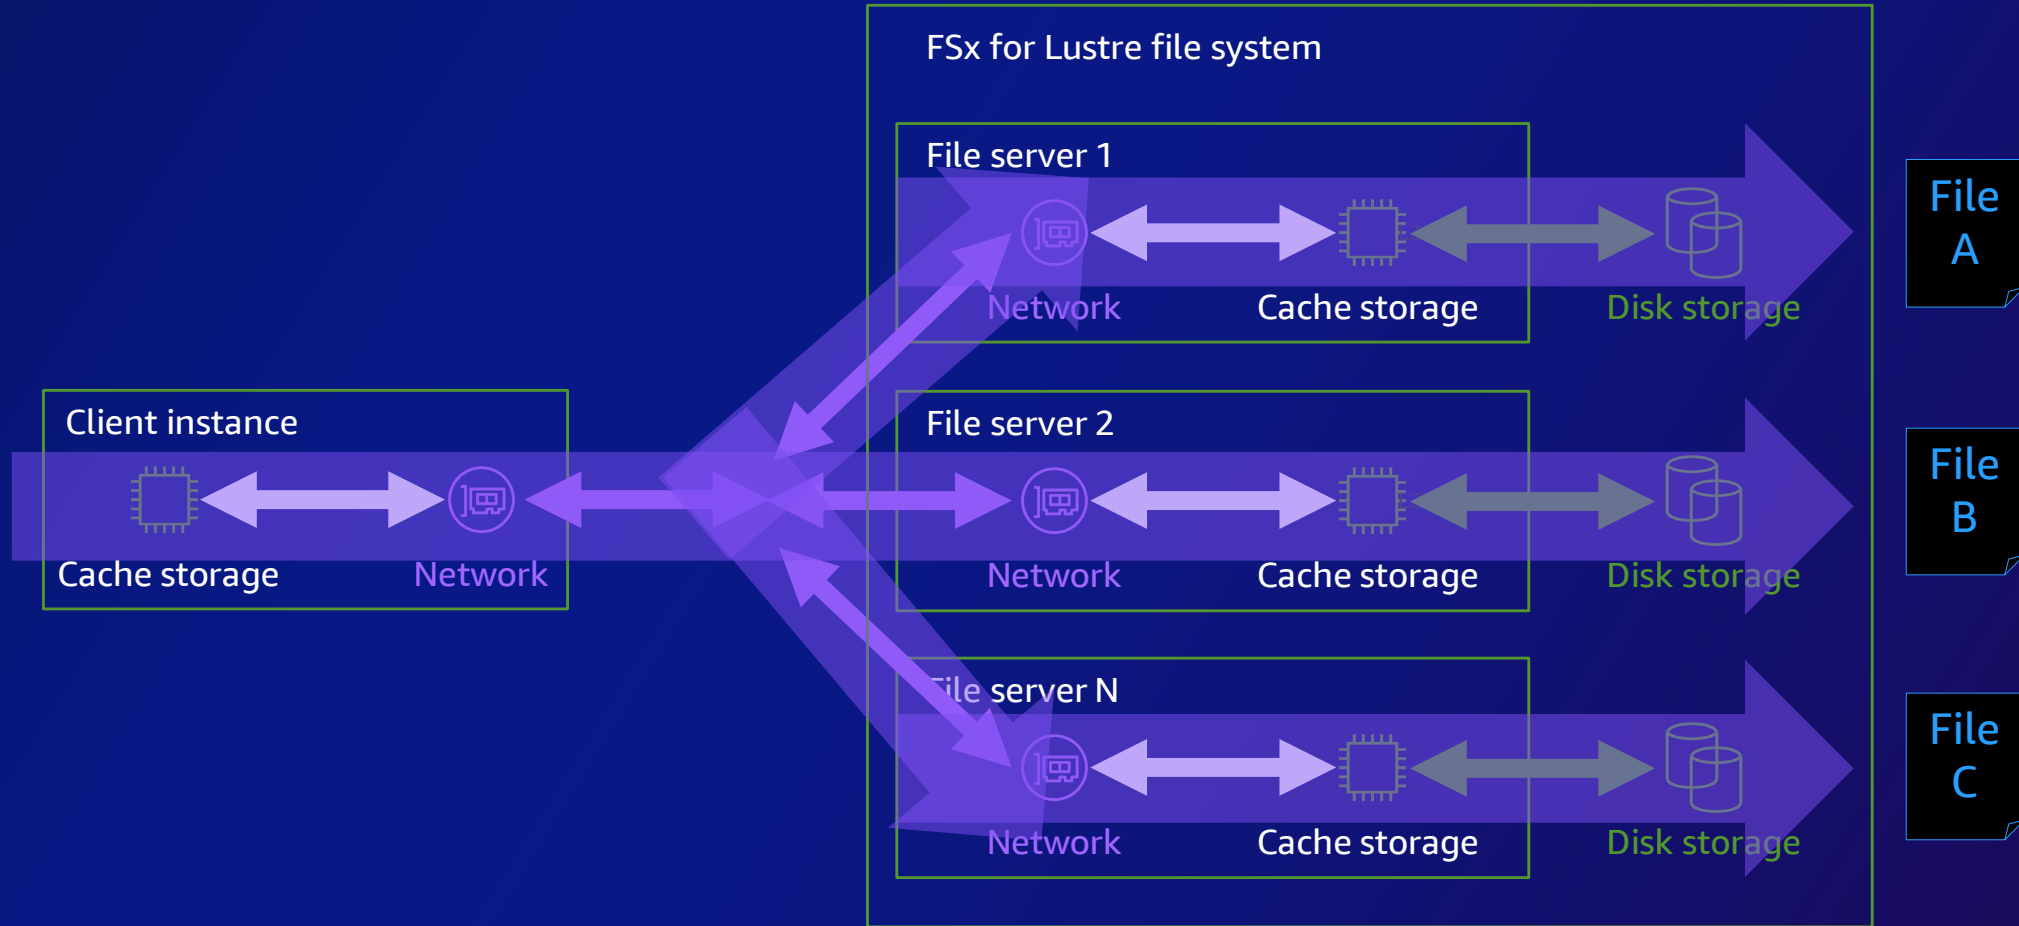 FSx for Lustre file system
File server 1
Network
Cache storage
Disk storage
File
A
Client instance
Cache storage
Network
File server 2
Network
Cache storage
Disk storage
File
B
File server N
Network
Cache storage
Disk storage
File
C